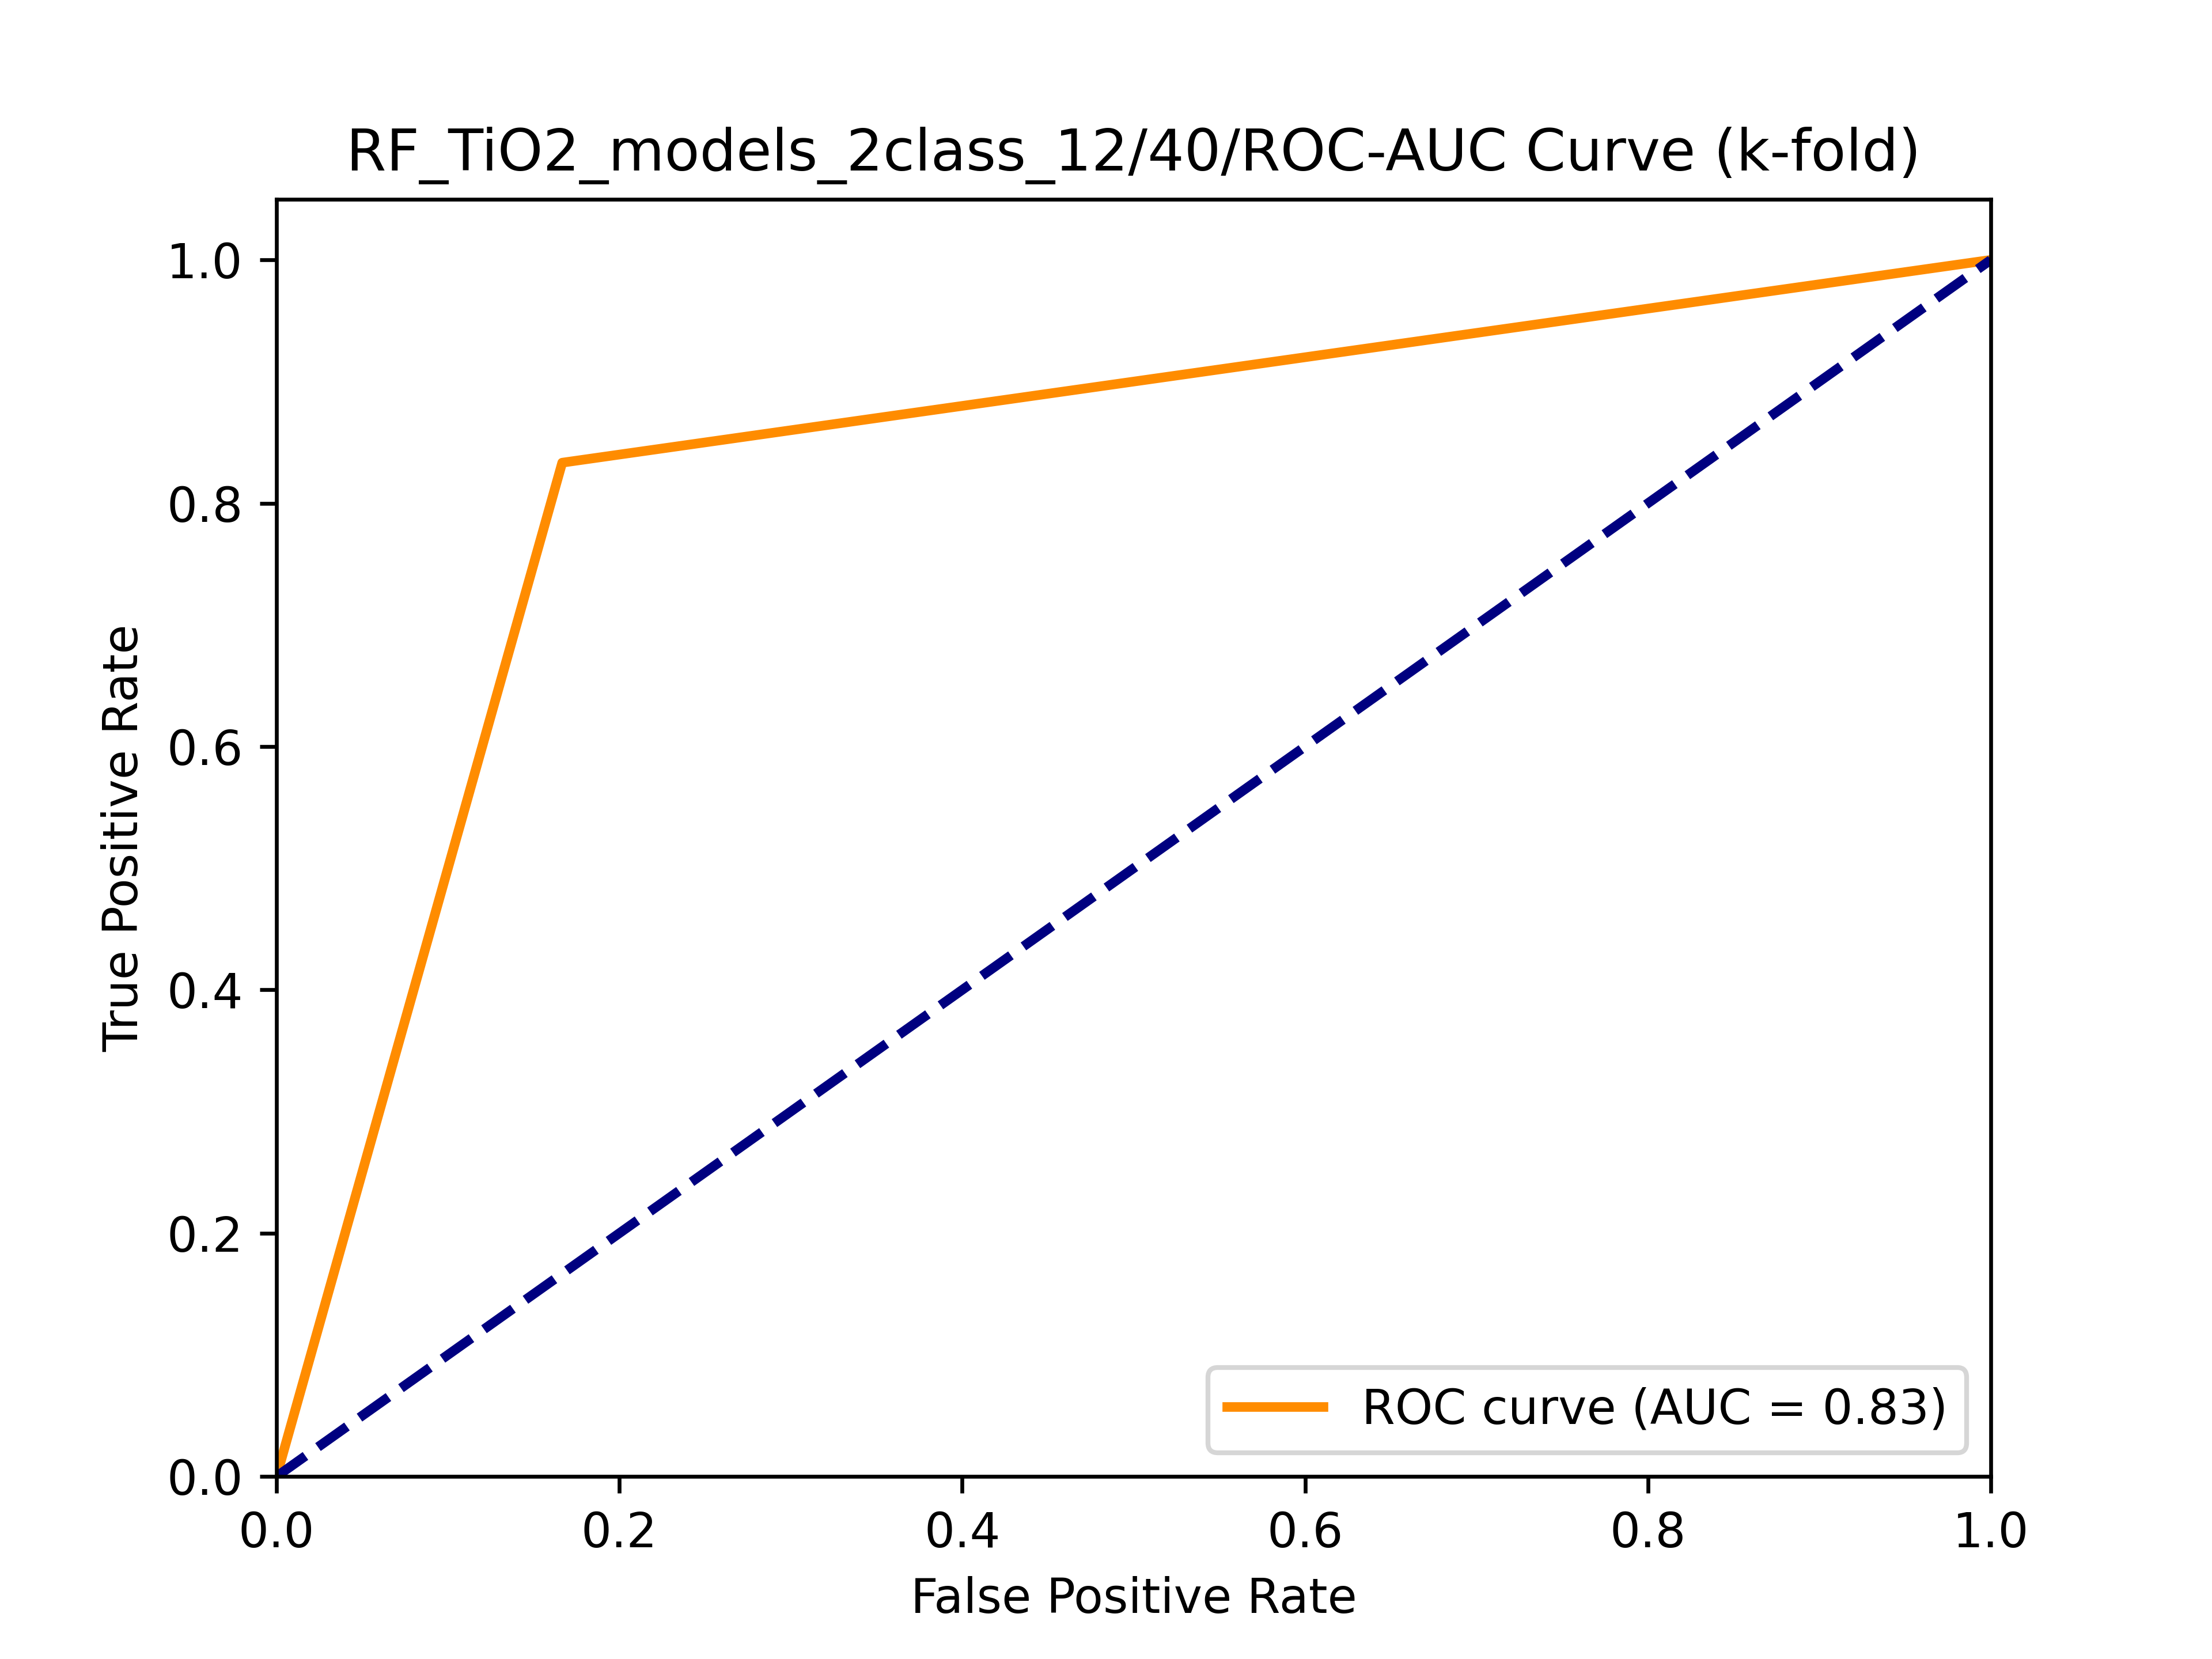 RF_TiO2_models_2class_12/40/ROC-AUC Curve (k-fold)
1.0
0.8
0.6
0.4
0.2
0.0
True Positive Rate
ROC curve (AUC = 0.83)
0.0 0.2 0.4 0.6 0.8 1.0
False Positive Rate